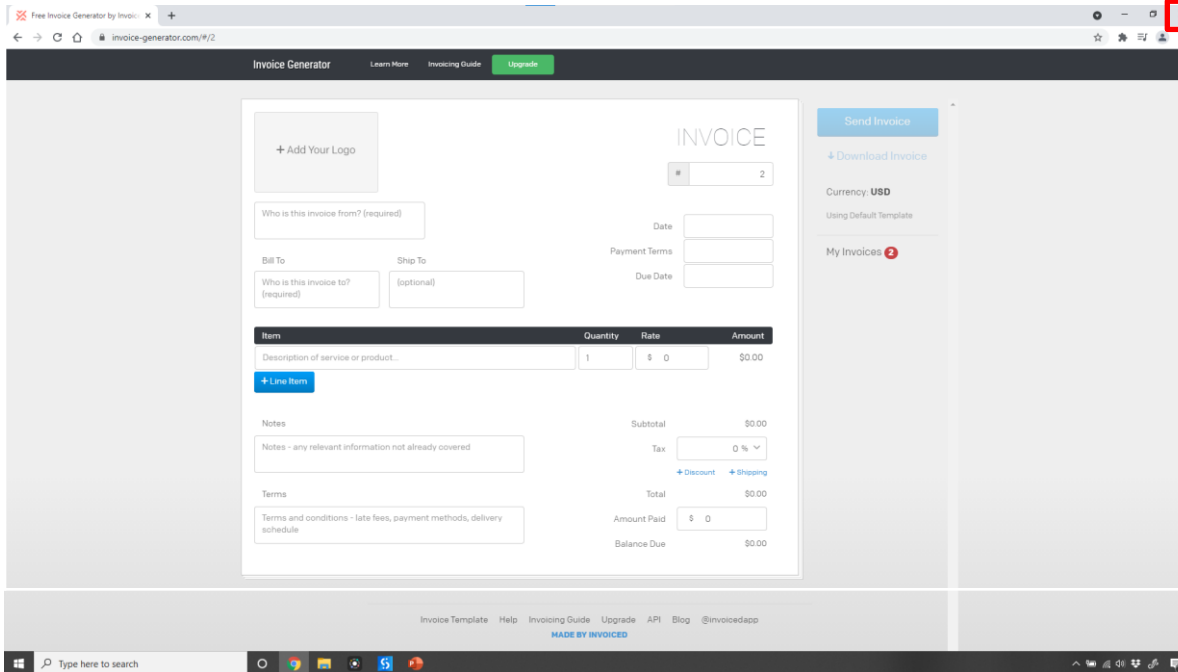 Free Invoice Generator by Invoic
invoice-generator.com/#/2
Invoice Generator Learn More Invoicing Guide Upgrade
+ Add Your Logo
INVOICE
# 2
Who is this invoice from? (required)
Date
Payment Terms
Due Date
Bill To Ship To
Who is this invoice to? (optional)
(required)
Send Invoice
Download Invoice
Currency: USD
Using Default Template
My Invoices 2
Item Quantity Rate Amount
Description of service or product... 1 $ 0 $0.00
+ Line Item
Notes
Notes - any relevant information not already covered
Subtotal $0.00
Tax 0 %
+ Discount + Shipping
Terms
Terms and conditions - late fees, payment methods, delivery
schedule
Total $0.00
Amount Paid $ 0
Balance Due $0.00
Invoice Template Help Invoicing Guide Upgrade API Blog @invoicedapp
MADE BY INVOICED
Type here to search